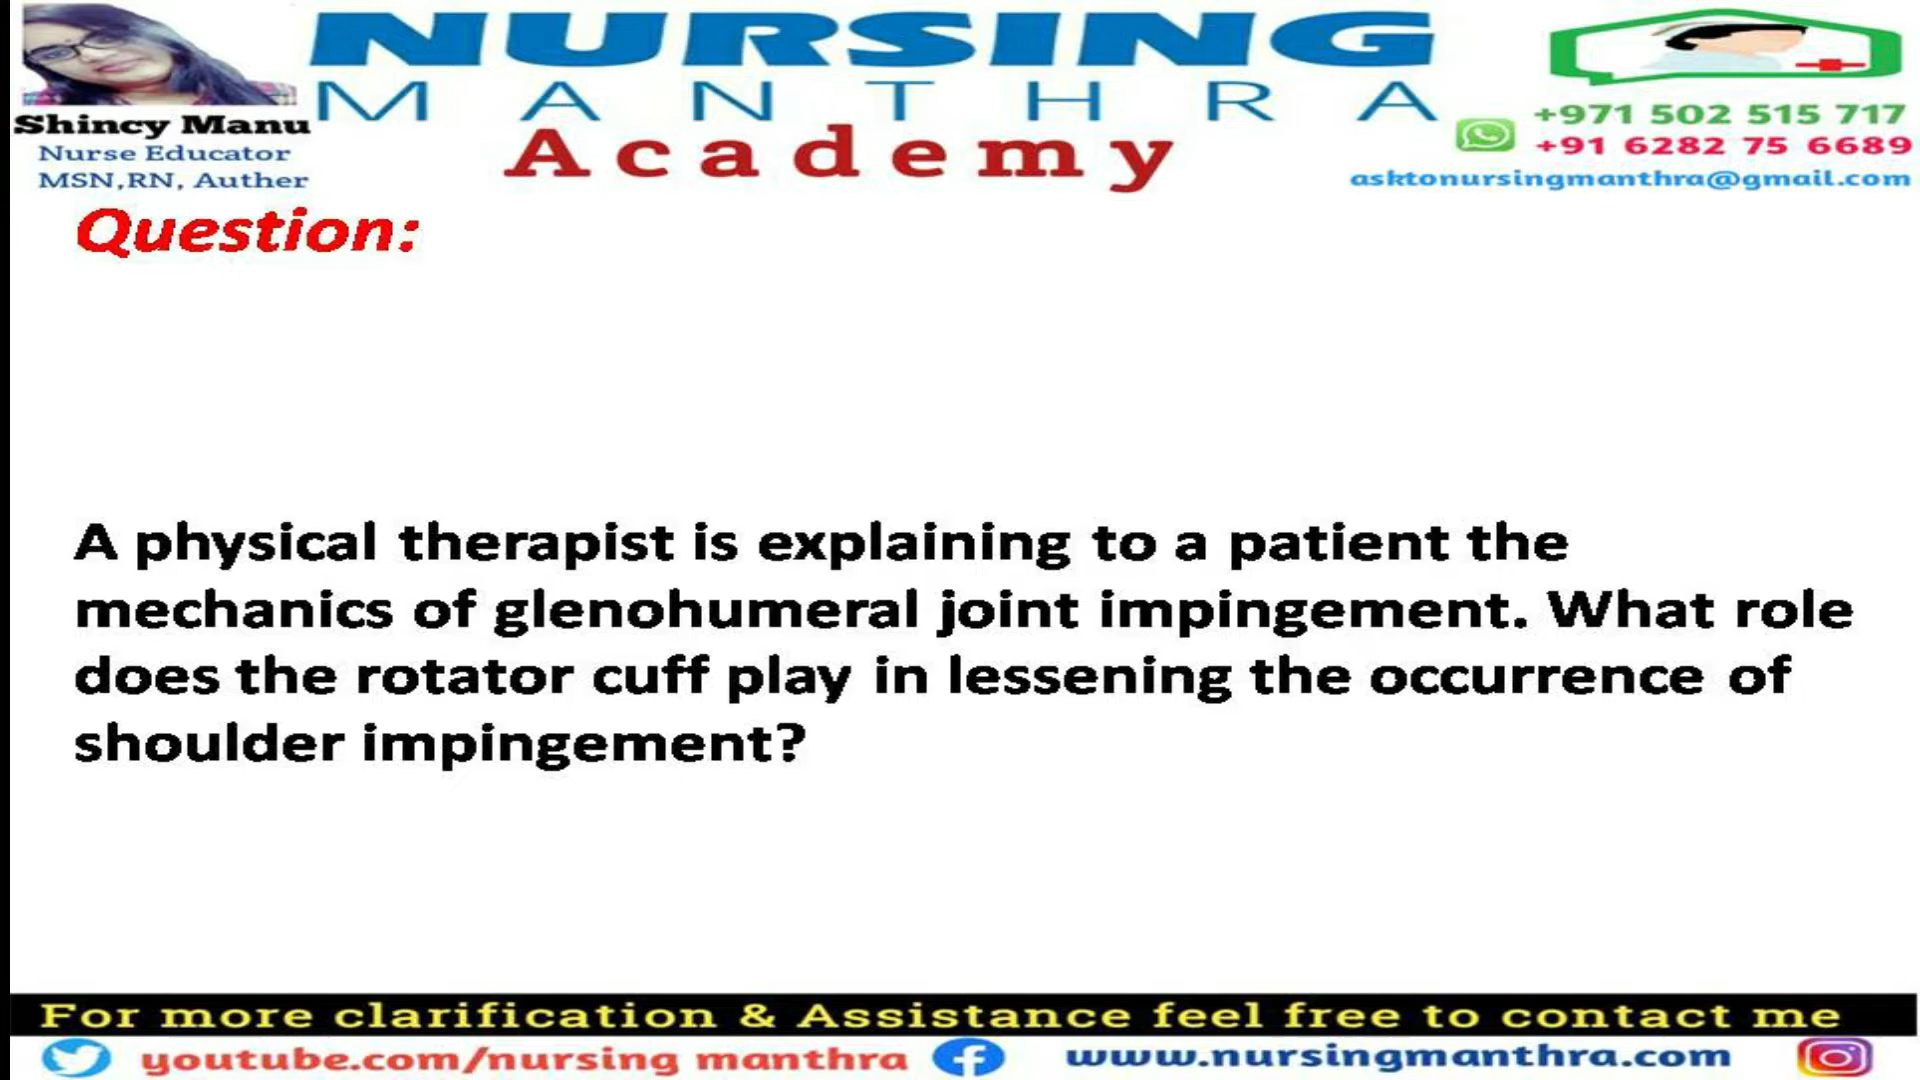 NURSING
MANTHRA
Academy
Shincy Manu
Nurse Educator
MSN,RN, Auther
+971 502 515 717
+91 6282 75 6689
asktonursingmanthra@gmail.com
Question:
A physical therapist is explaining to a patient the
mechanics of glenohumeral joint impingement. What role
does the rotator cuff play in lessening the occurrence of
shoulder impingement?
For more clarification & Assistance feel free to contact me
youtube.com/nursing manthra
www.nursingmanthra.com